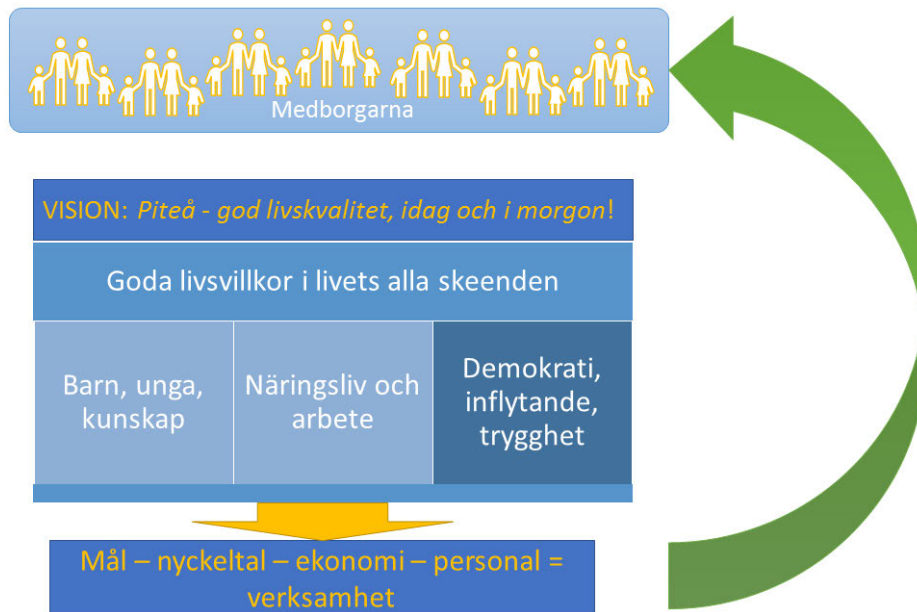 Medborgarna
VISION: Piteå - god livskvalitet, idag och i morgon!
Goda livsvillkor i livets alla skeenden
Barn, unga,
kunskap
Näringsliv och
arbete
Demokrati,
inflytande,
trygghet
Mål – nyckeltal – ekonomi – personal =
verksamhet